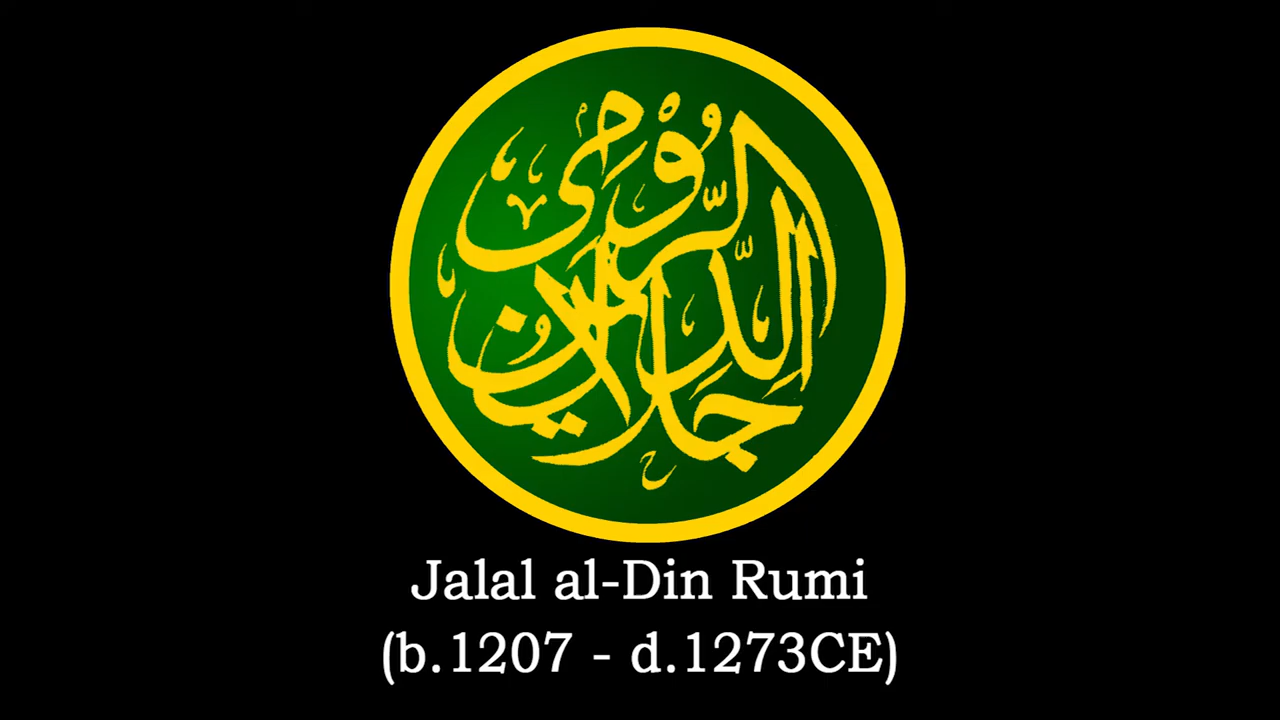 جلال الدين الرومي
Jalal al-Din Rumi
(b.1207 - d.1273CE)